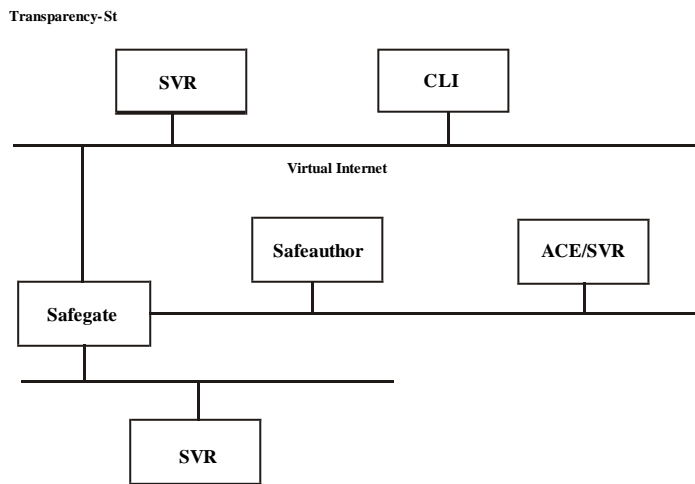 Transparency-St
SVR
CLI
Virtual Internet
Safeauthor
ACE/SVR
Safegate
SVR